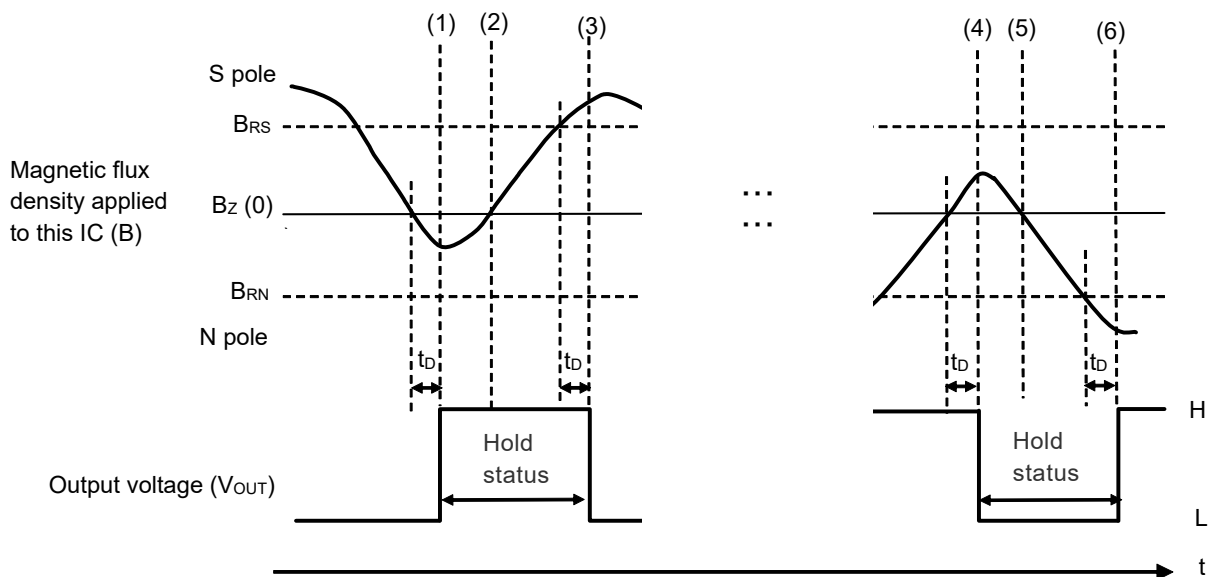 (1)
(2)
(3)
(4)
(5)
(6)
S pole
BRS
Magnetic flux
density applied
to this IC (B)
BZ (0)
...
...
BRN
N pole
tD
tD
tD
tD
H
Hold
status
Hold
status
Output voltage (VOUT)
L
t